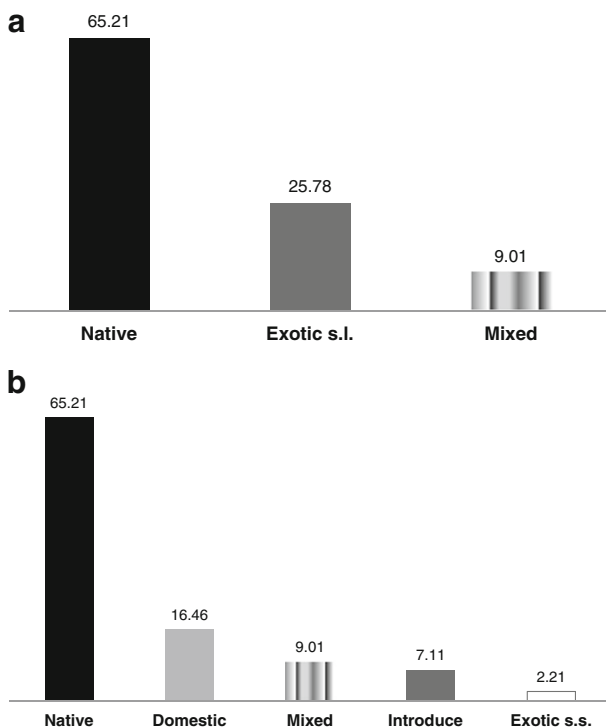 a
65.21
25.78
9.01
Native Exotic s.l. Mixed
b
65.21
16.46
9.01
7.11
2.21
Native Domestic Mixed Introduce Exotic s.s.